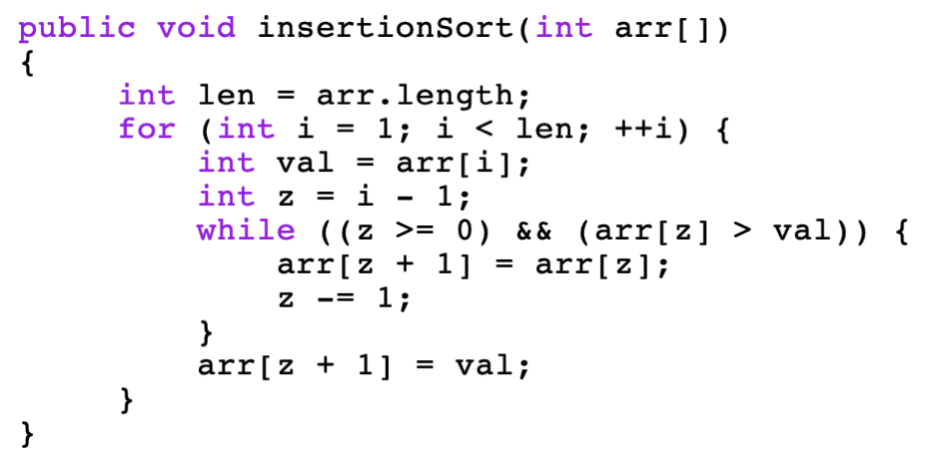 public void insertionSort(int arr[])
{
     int len = arr.length;
     for (int i = 1; i < len; ++i) {
         int val = arr[i];
         int z = i - 1;
         while ((z >= 0) && (arr[z] > val)) {
             arr[z + 1] = arr[z];
             z -= 1;
         }
         arr[z + 1] = val;
     }
}